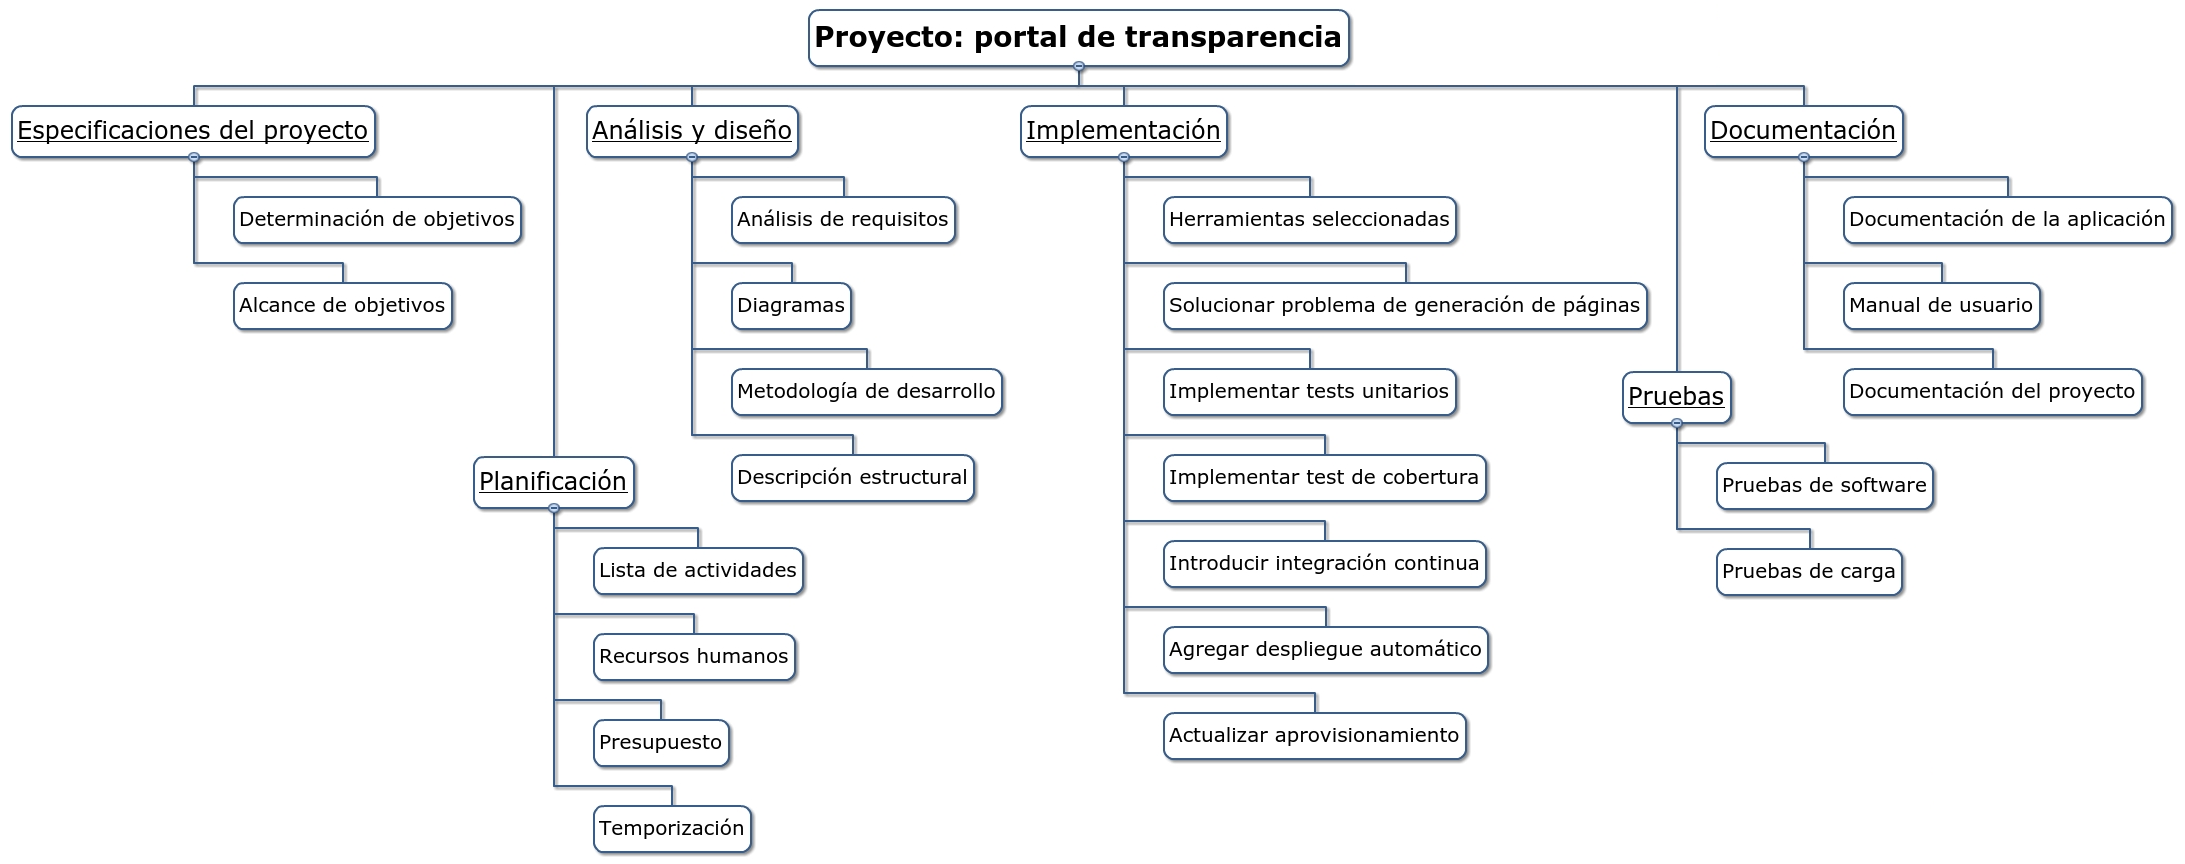 Proyecto: portal de transparencia
Especificaciones del proyecto
Determinación de objetivos
Alcance de objetivos
Planificación
Lista de actividades
Recursos humanos
Presupuesto
Temporización
Análisis y diseño
Análisis de requisitos
Diagramas
Metodología de desarrollo
Descripción estructural
Implementación
Herramientas seleccionadas
Solucionar problema de generación de páginas
Implementar tests unitarios
Implementar test de cobertura
Introducir integración continua
Agregar despliegue automático
Actualizar aprovisionamiento
Pruebas
Pruebas de software
Pruebas de carga
Documentación
Documentación de la aplicación
Manual de usuario
Documentación del proyecto